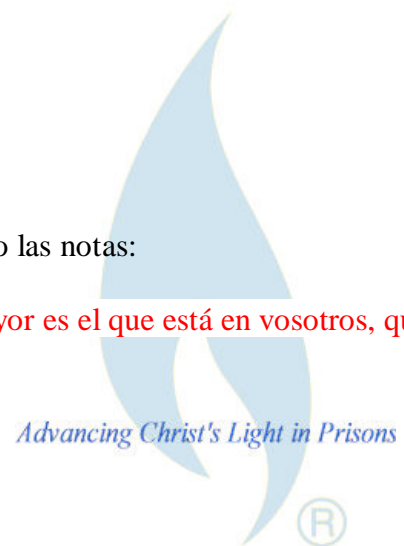 o las notas:
yor es el que está en vosotros, qu
Advancing Christ's Light in Prisons
®